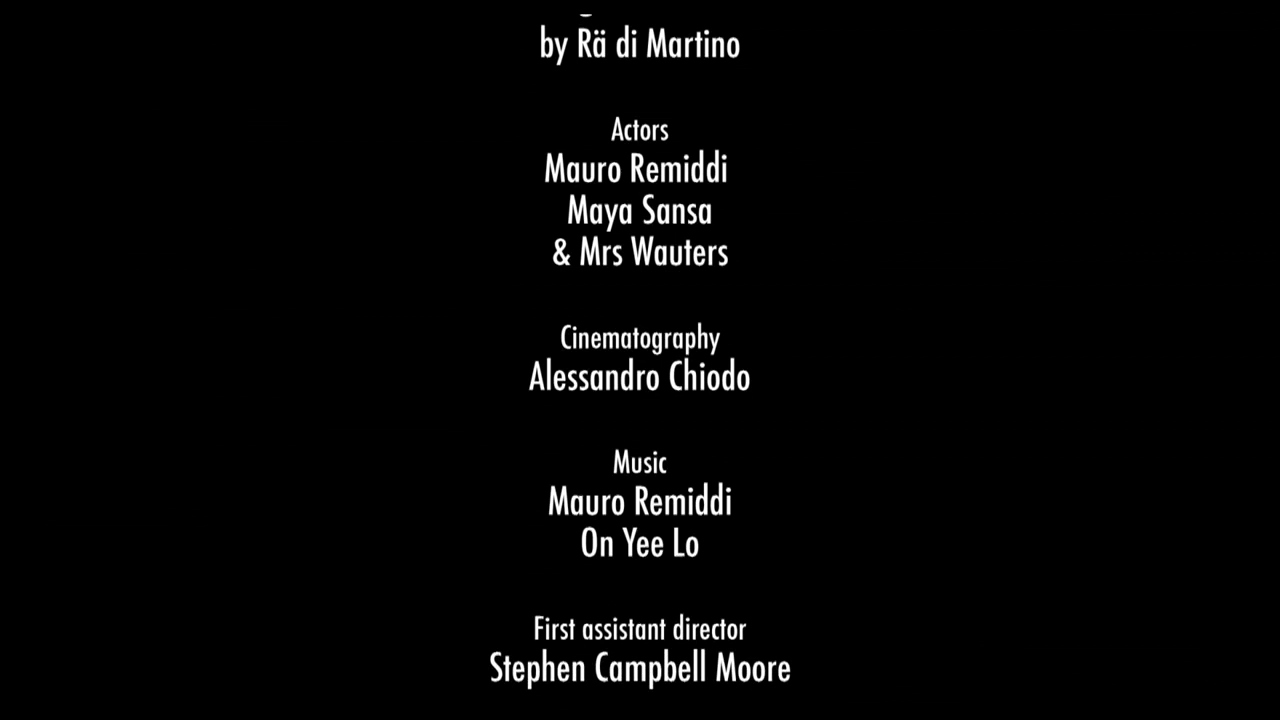 by Rä di Martino
Actors
Mauro Remiddi
Maya Sansa
& Mrs Wauters
Cinematography
Alessandro Chiodo
Music
Mauro Remiddi
On Yee Lo
First assistant director
Stephen Campbell Moore